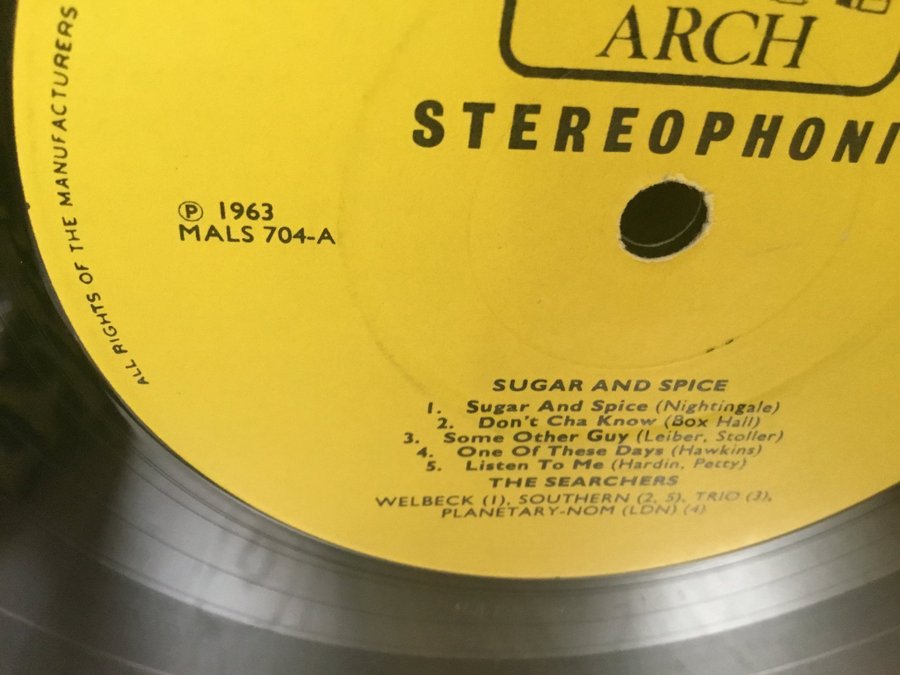 ARCH
STEREOPHONI
ALL RIGHTS OF THE MANUFACTURERS
℗ 1963
MALS 704-A
SUGAR AND SPICE
1. Sugar And Spice (Nightingale)
2. Don't Cha Know (Box Hall)
3. Some Other Guy (Leiber, Stoller)
4. One Of These Days (Hawkins)
5. Listen To Me (Hardin, Petty)
THE SEARCHERS
WELBECK (1), SOUTHERN (2, 5), TRIO (3),
PLANETARY-NOM (LDN) (4)